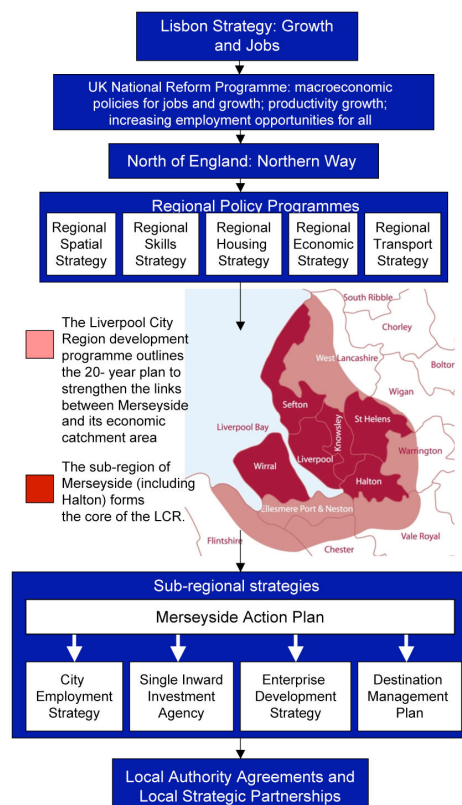 Lisbon Strategy: Growth
and Jobs
UK National Reform Programme: macroeconomic
policies for jobs and growth; productivity growth;
increasing employment opportunities for all
North of England: Northern Way
Regional Policy Programmes
Regional
Spatial
Strategy
Regional
Skills
Strategy
Regional
Housing
Strategy
Regional
Economic
Strategy
Regional
Transport
Strategy
The Liverpool City
Region development
programme outlines
the 20- year plan to
strengthen the links
between Merseyside
and its economic
catchment area
The sub-region of
Merseyside (including
Halton) forms
the core of the LCR.
South Ribble
Chorley
Bolton
West Lancashire
Wigan
Sefton
Knowsley
St Helens
Liverpool Bay
Warrington
Liverpool
Wirral
Halton
Ellesmere Port & Neston
Vale Royal
Flintshire
Chester
Sub-regional strategies
Merseyside Action Plan
City
Employment
Strategy
Single Inward
Investment
Agency
Enterprise
Development
Strategy
Destination
Management
Plan
Local Authority Agreements and
Local Strategic Partnerships